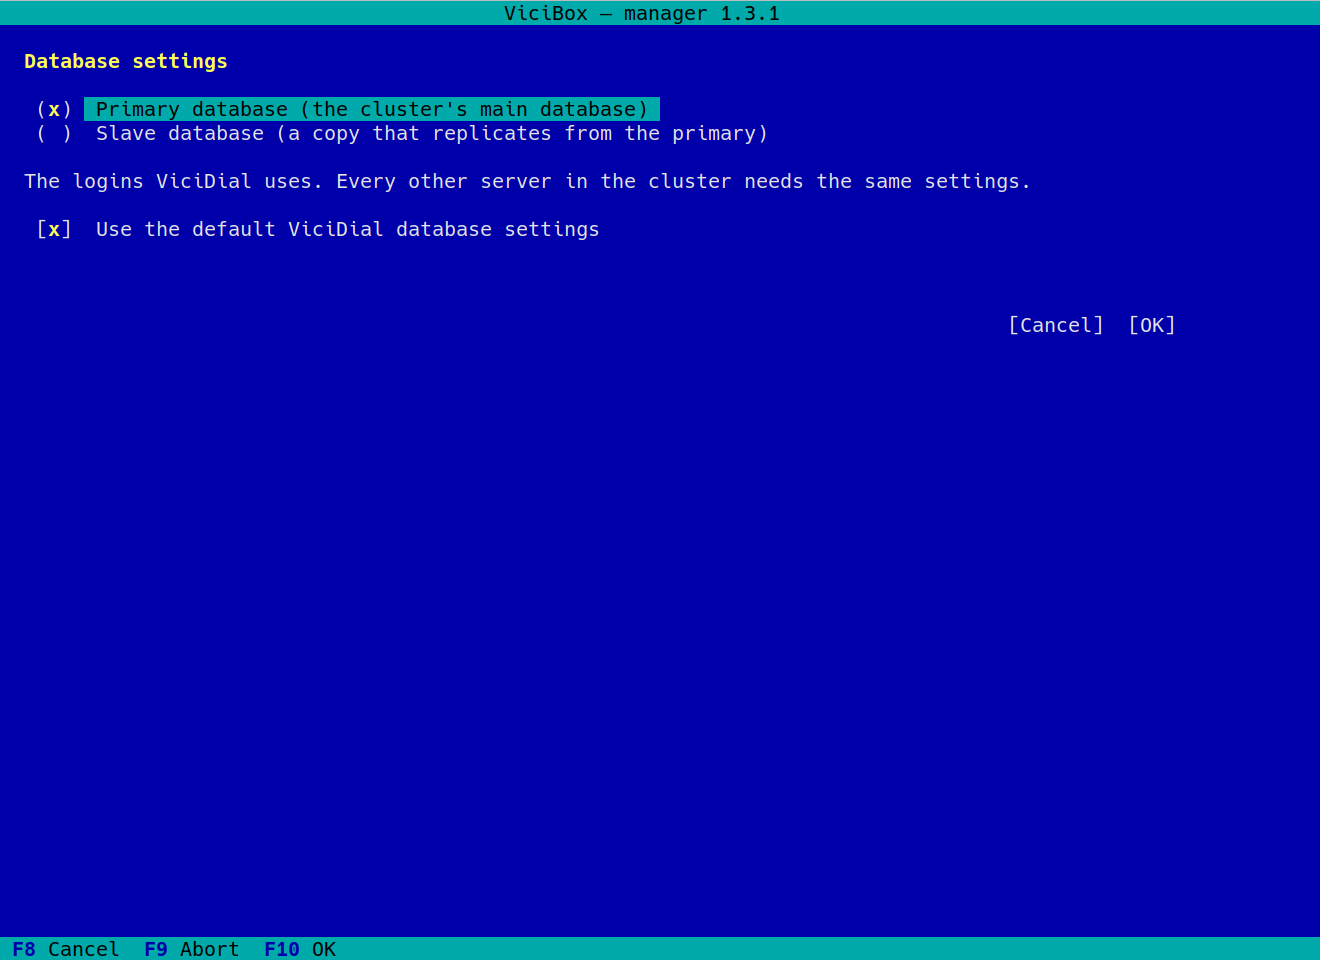 ViciBox — manager 1.3.1
Database settings
(x) Primary database (the cluster's main database)
( ) Slave database (a copy that replicates from the primary)
The logins ViciDial uses. Every other server in the cluster needs the same settings.
[x] Use the default ViciDial database settings
[Cancel] [OK]
F8 Cancel F9 Abort F10 OK